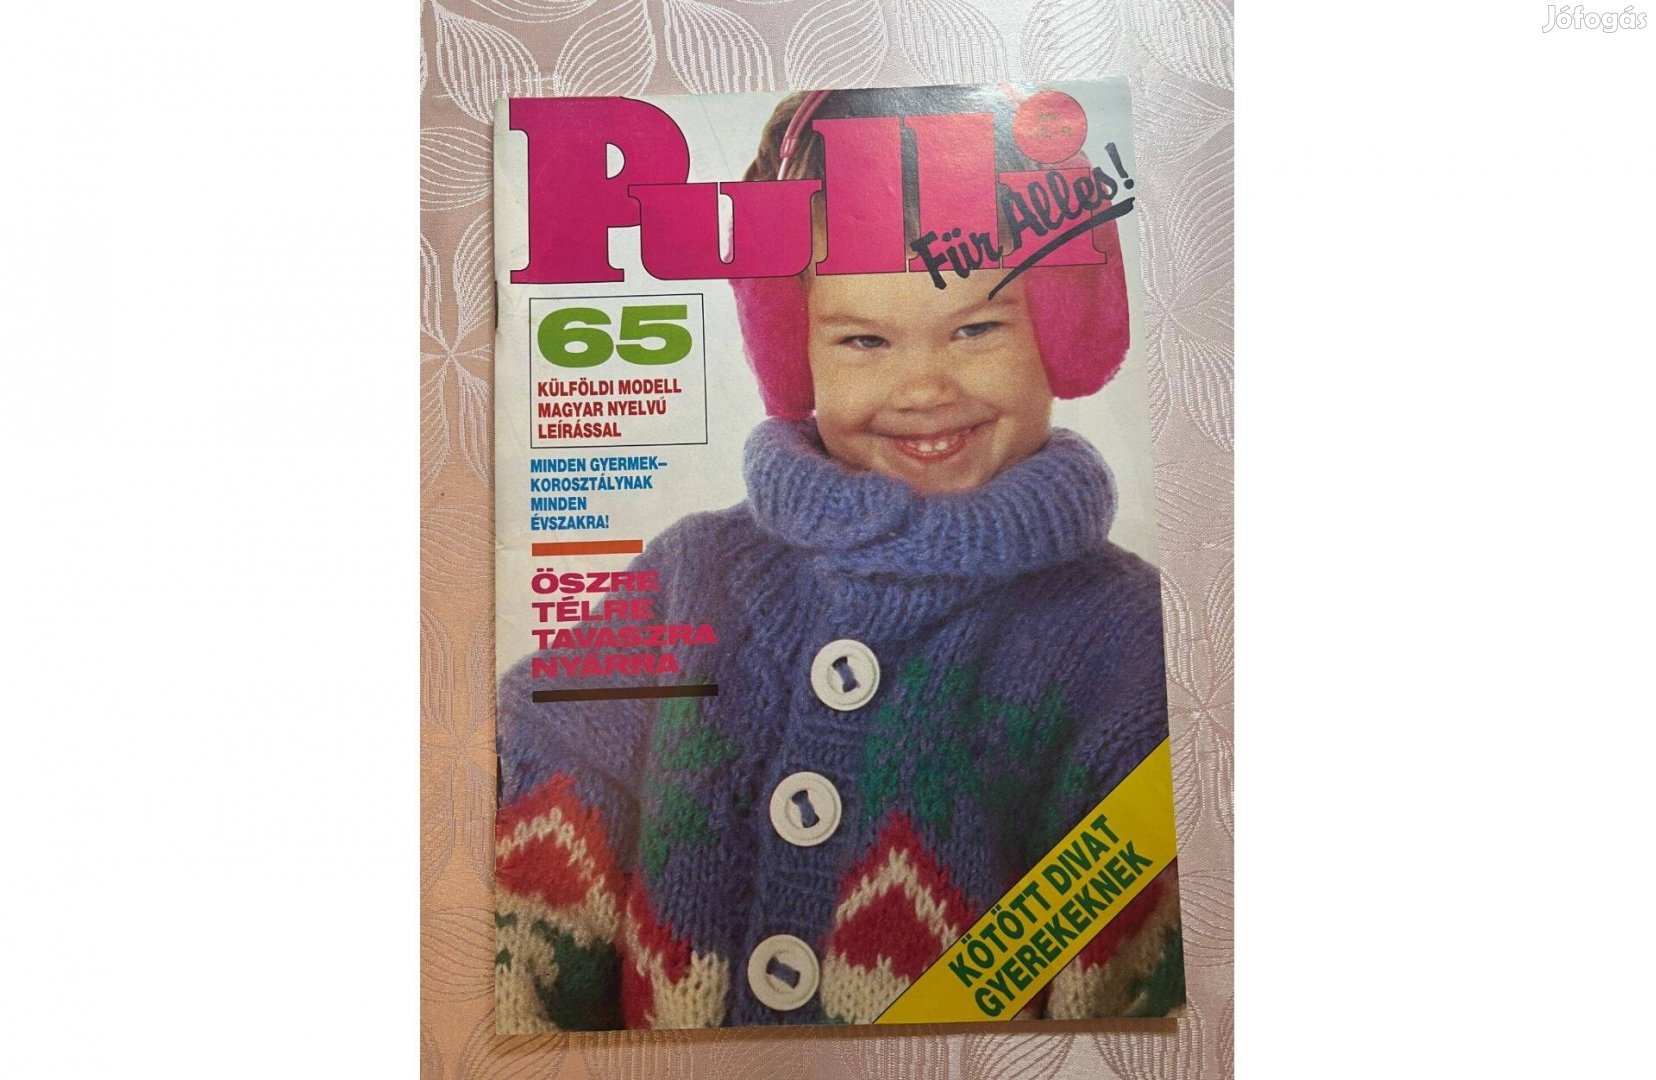 Jófogás
Pulli
Für Alles!
65
KÜLFÖLDI MODELL
MAGYAR NYELVŰ
LEÍRÁSSAL
MINDEN GYERMEK–
KOROSZTÁLYNAK
MINDEN
ÉVSZAKRA!
ŐSZRE
TÉLRE
TAVASZRA
NYÁRRA
KÖTÖTT DIVAT
GYEREKEKNEK